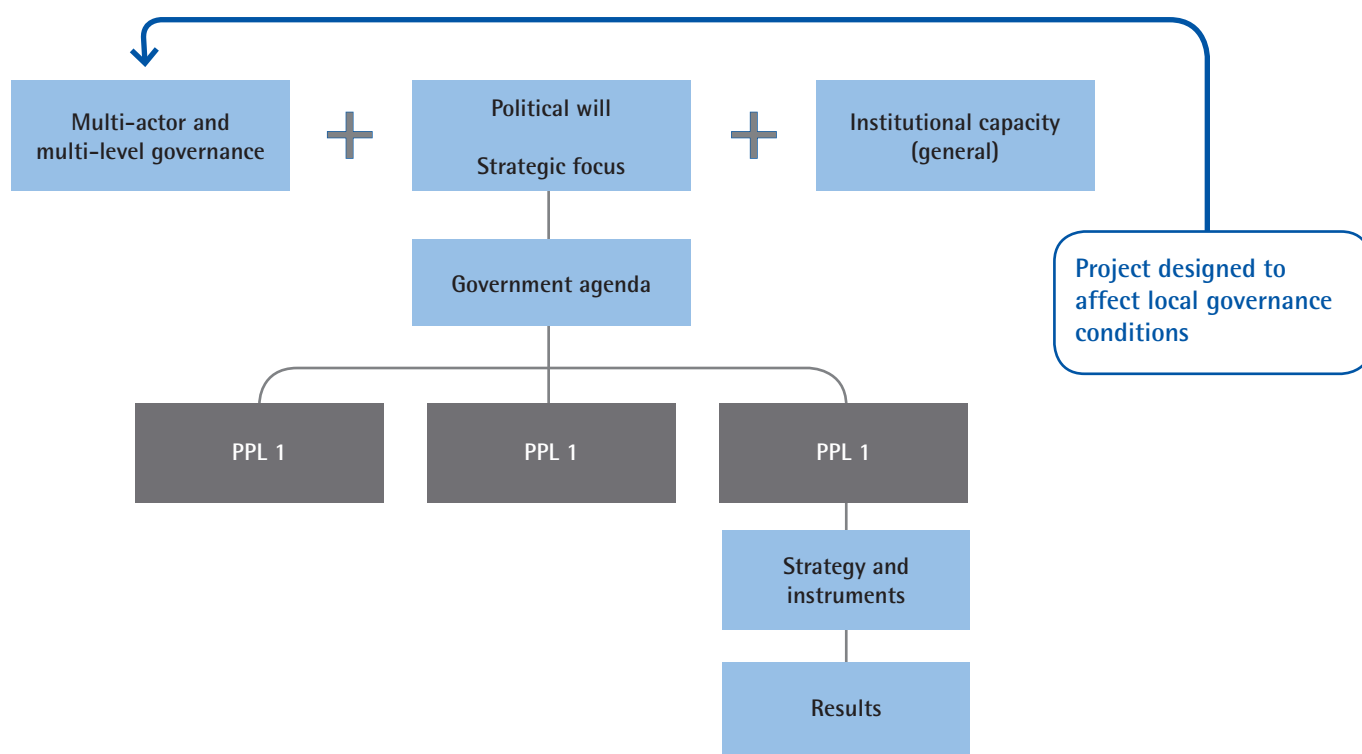 Multi-actor and
multi-level governance
Political will
Strategic focus
Institutional capacity
(general)
Government agenda
Project designed to
affect local governance
conditions
PPL 1
PPL 1
PPL 1
Strategy and
instruments
Results